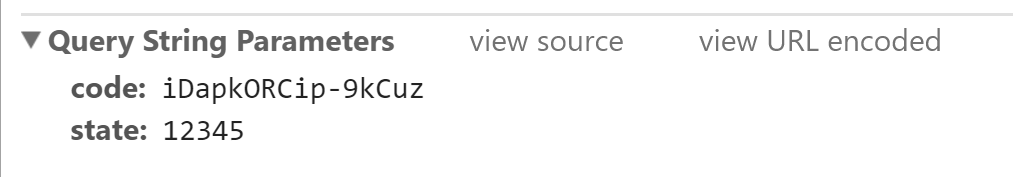 Query String Parameters view source view URL encoded
code: iDapkORCip-9kCuz
state: 12345